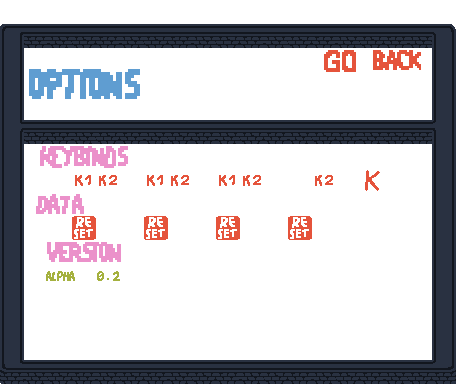 GO BACK
OPTIONS
KEYBINDS
K1 K2 K1 K2 K1 K2 K2 K
DATA
RESET RESET RESET RESET
VERSION
ALPHA 0.2